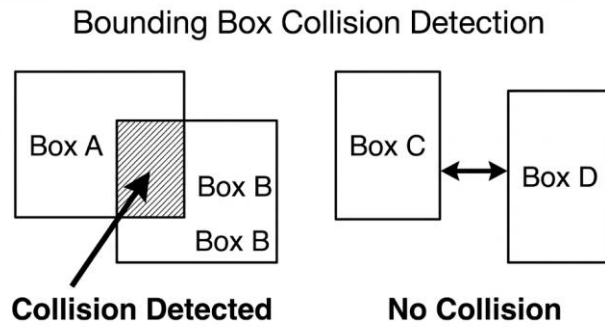 Bounding Box Collision Detection
Box A
Box B
Box B
Collision Detected
Box C
Box D
No Collision